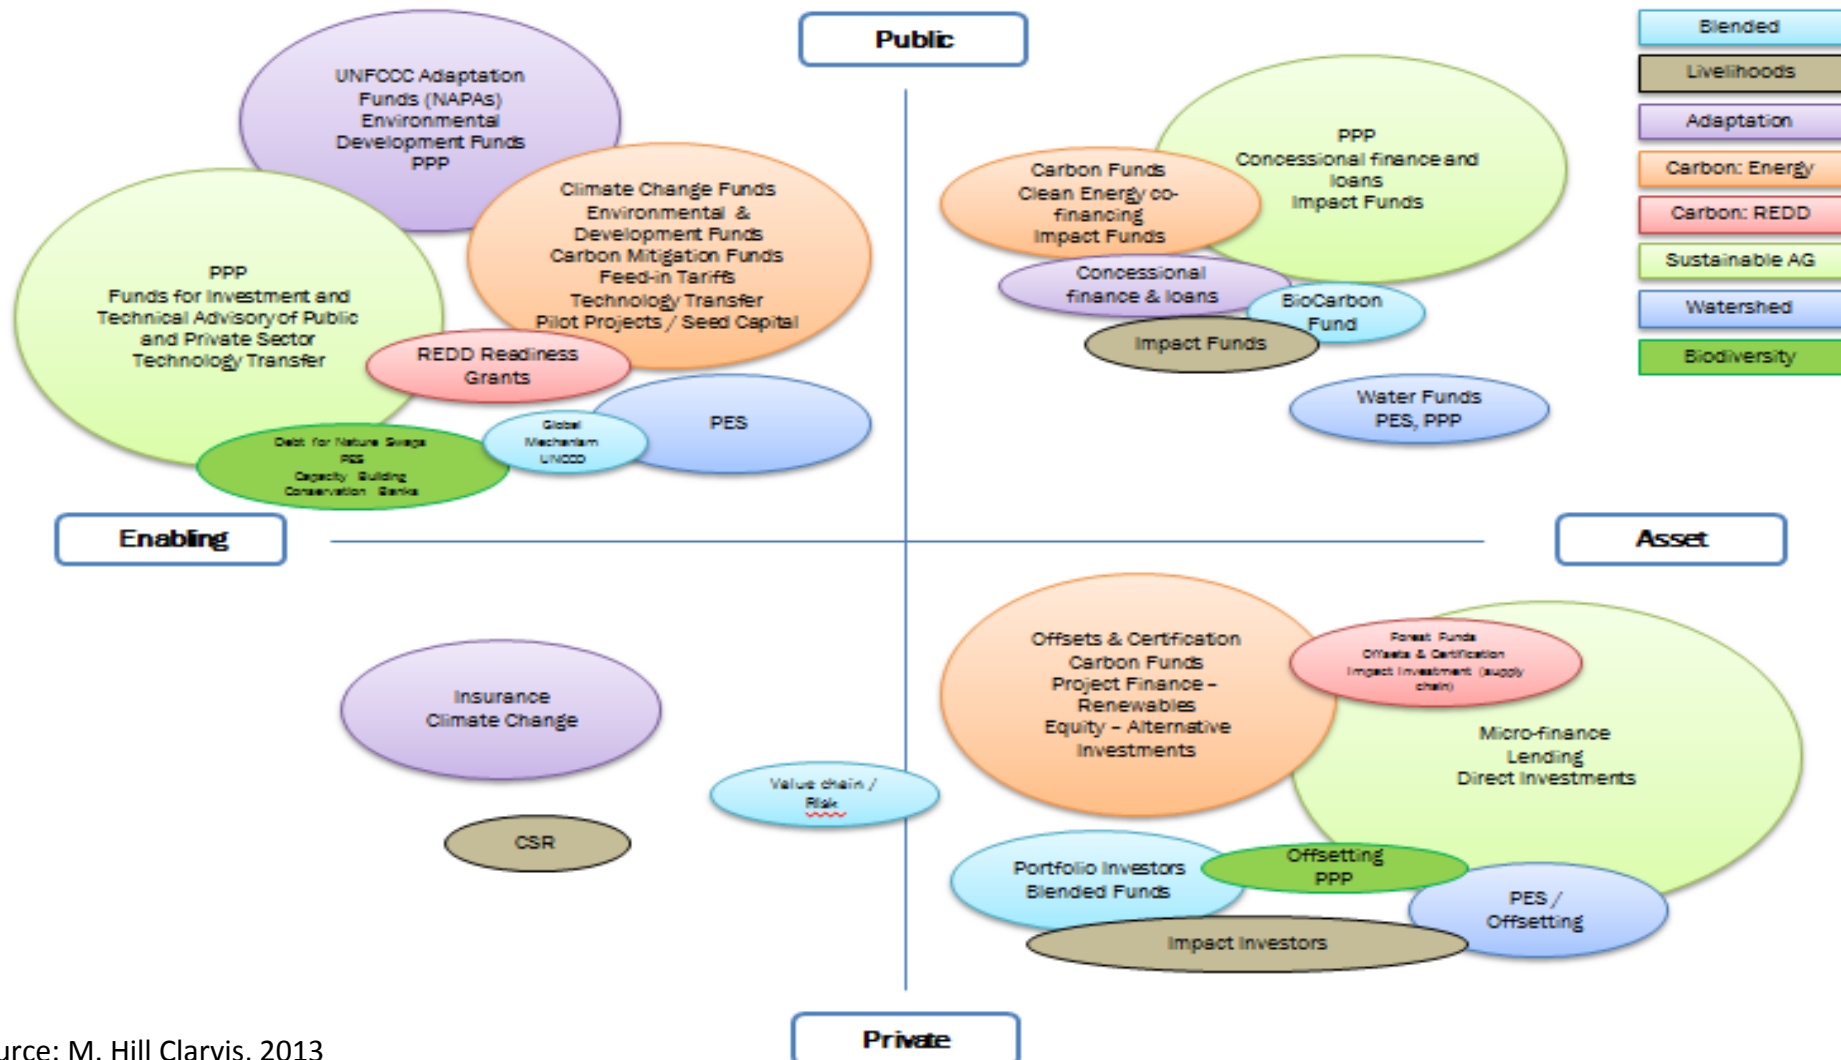 Public
UNFCCC Adaptation
Funds (NAPAs)
Environmental
Development Funds
PPP
Climate Change Funds
Environmental &
Development Funds
Carbon Mitigation Funds
Feed-in Tariffs
Technology Transfer
Pilot Projects / Seed Capital
PPP
Funds for Investment and
Technical Advisory of Public
and Private Sector
Technology Transfer
REDD Readiness
Grants
Global
Mechanism
UNCCD
PES
Debt for Nature Swaps
PES
Capacity Building
Conservation Banks
PPP
Concessional finance and
loans
Impact Funds
Carbon Funds
Clean Energy co-
financing
Impact Funds
Concessional
finance & loans
BioCarbon
Fund
Impact Funds
Water Funds
PES, PPP
Blended
Livelihoods
Adaptation
Carbon: Energy
Carbon: REDD
Sustainable AG
Watershed
Biodiversity
Enabling
Asset
Insurance
Climate Change
Value chain /
Risk
CSR
Offsets & Certification
Carbon Funds
Project Finance –
Renewables
Equity – Alternative
Investments
Forest Funds
Offsets & Certification
Impact Investment (supply
chain)
Micro-finance
Lending
Direct Investments
Portfolio Investors
Blended Funds
Offsetting
PPP
PES /
Offsetting
Impact Investors
Private
urce: M. Hill Clarvis, 2013